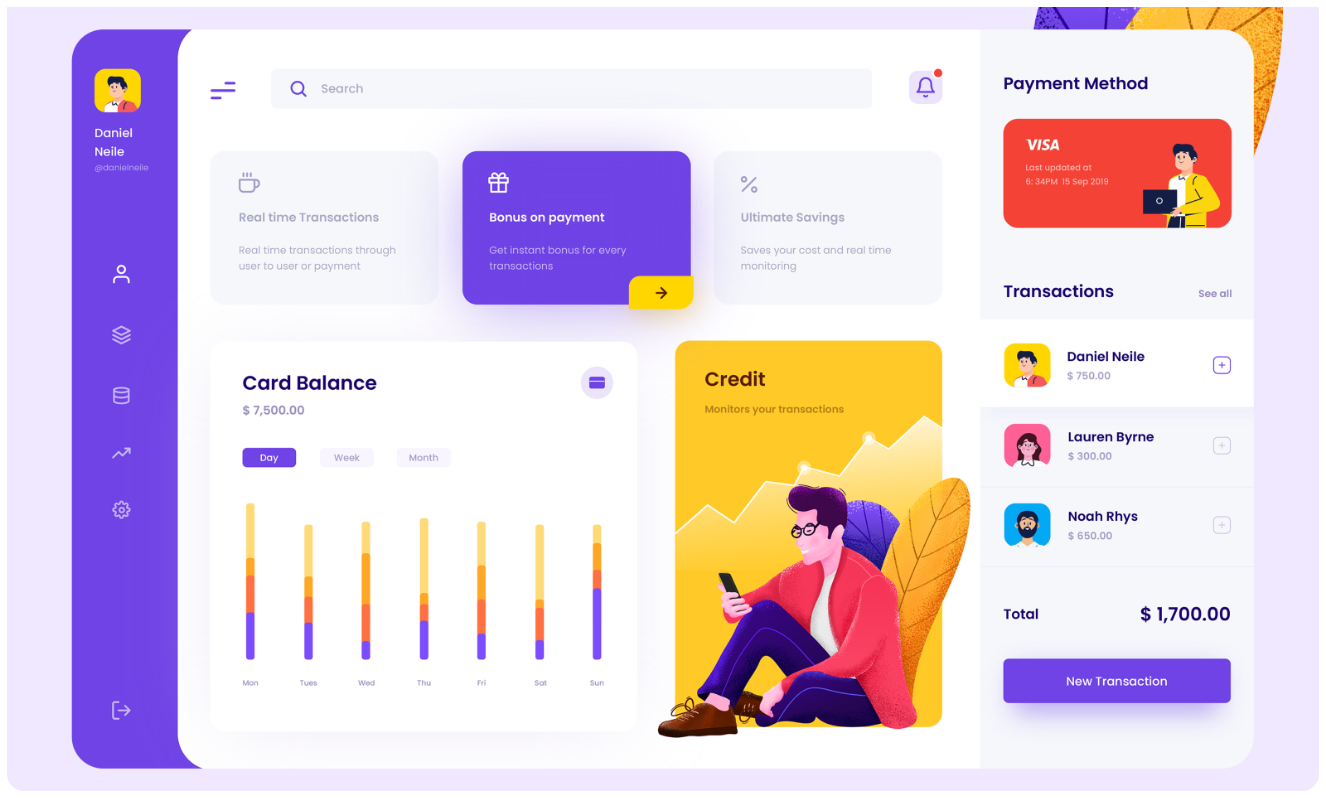 Daniel
Neile
@danielneile
Search
Real time Transactions
Real time transactions through
user to user or payment
Bonus on payment
Get instant bonus for every
transactions
Ultimate Savings
Saves your cost and real time
monitoring
Card Balance
$ 7,500.00
Day
Week
Month
Mon
Tues
Wed
Thu
Fri
Sat
Sun
Credit
Monitors your transactions
Payment Method
VISA
Last updated at
6: 34PM 15 Sep 2019
Transactions
See all
Daniel Neile
$ 750.00
Lauren Byrne
$ 300.00
Noah Rhys
$ 650.00
Total
$ 1,700.00
New Transaction